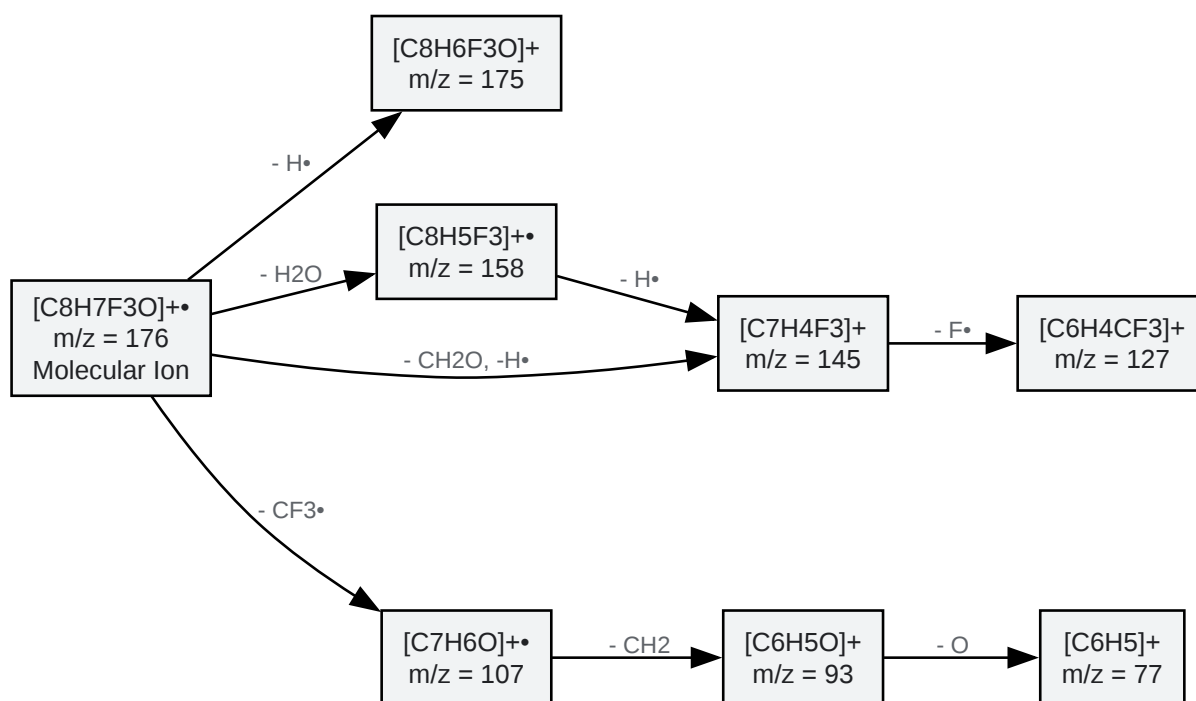 [C8H6F3O]+
m/z = 175
- H•
[C8H5F3]+•
m/z = 158
- H2O
- H•
[C8H7F3O]+•
m/z = 176
Molecular Ion
- CH2O, -H•
[C7H4F3]+
m/z = 145
- F•
[C6H4CF3]+
m/z = 127
- CF3•
[C7H6O]+•
m/z = 107
- CH2
[C6H5O]+
m/z = 93
- O
[C6H5]+
m/z = 77